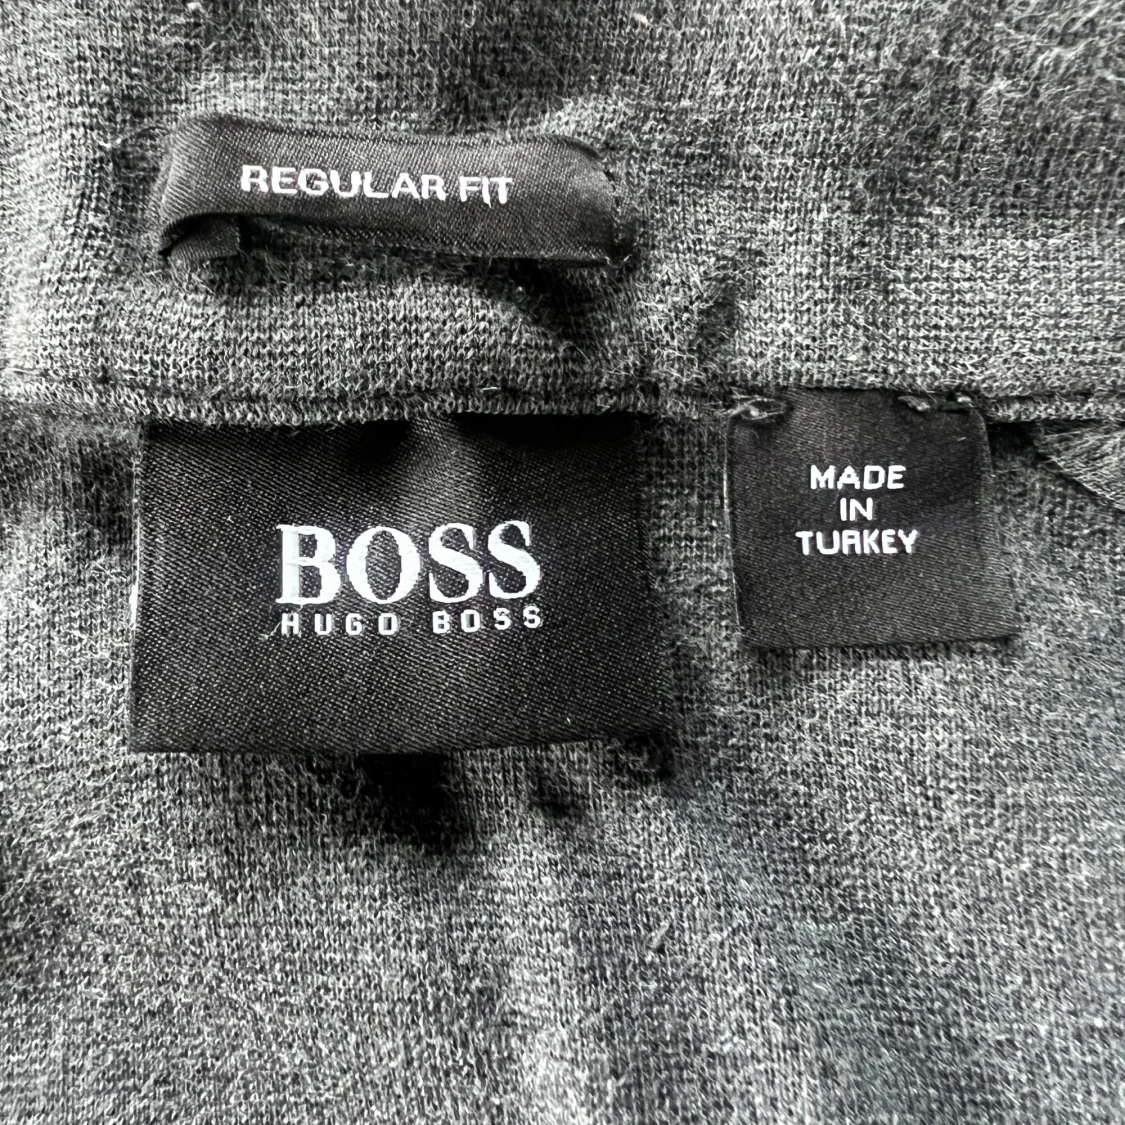 REGULAR FIT
BOSS
HUGO BOSS
MADE
IN
TURKEY